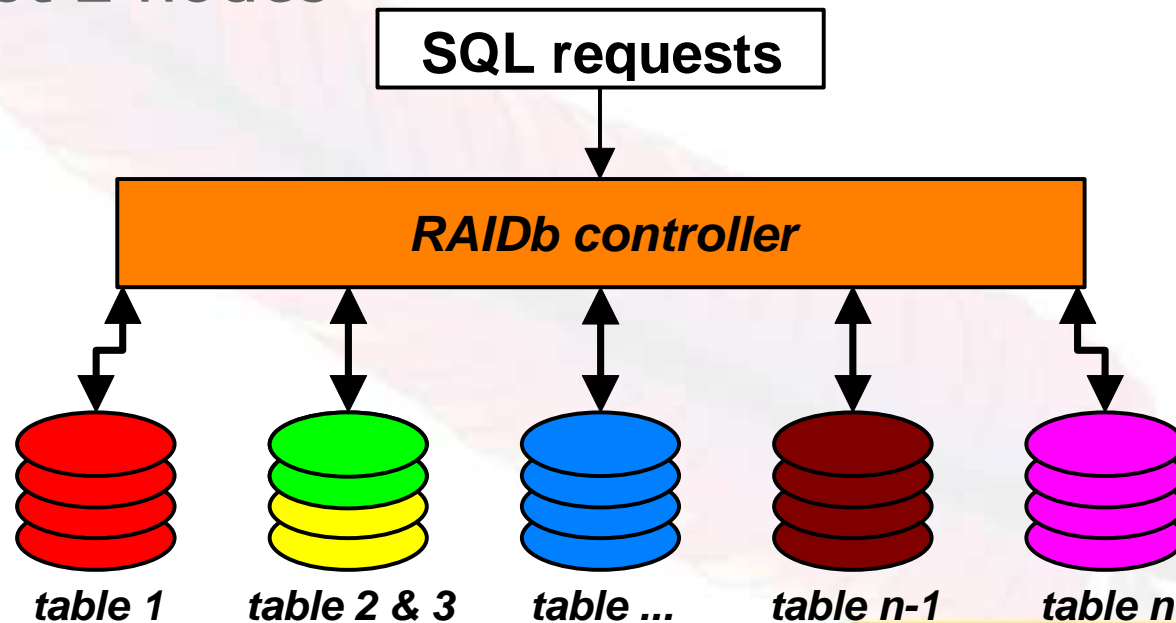 SQL requests
RAIDb controller
table 1 table 2 & 3 table ... table n-1 table n